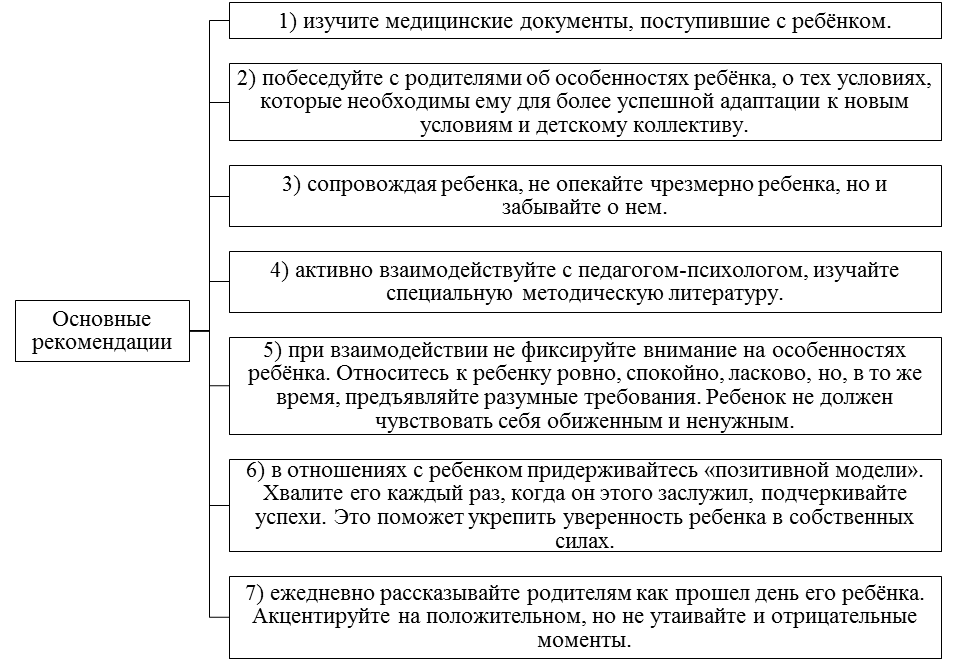 1) изучите медицинские документы, поступившие с ребёнком.
2) побеседуйте с родителями об особенностях ребёнка, о тех условиях,
которые необходимы ему для более успешной адаптации к новым
условиям и детскому коллективу.
3) сопровождая ребенка, не опекайте чрезмерно ребенка, но и
забывайте о нем.
4) активно взаимодействуйте с педагогом-психологом, изучайте
специальную методическую литературу.
Основные
рекомендации
5) при взаимодействии не фиксируйте внимание на особенностях
ребёнка. Относитесь к ребенку ровно, спокойно, ласково, но, в то же
время, предъявляйте разумные требования. Ребенок не должен
чувствовать себя обиженным и ненужным.
6) в отношениях с ребенком придерживайтесь «позитивной модели».
Хвалите его каждый раз, когда он этого заслужил, подчеркивайте
успехи. Это поможет укрепить уверенность ребенка в собственных
силах.
7) ежедневно рассказывайте родителям как прошел день его ребёнка.
Акцентируйте на положительном, но не утаивайте и отрицательные
моменты.